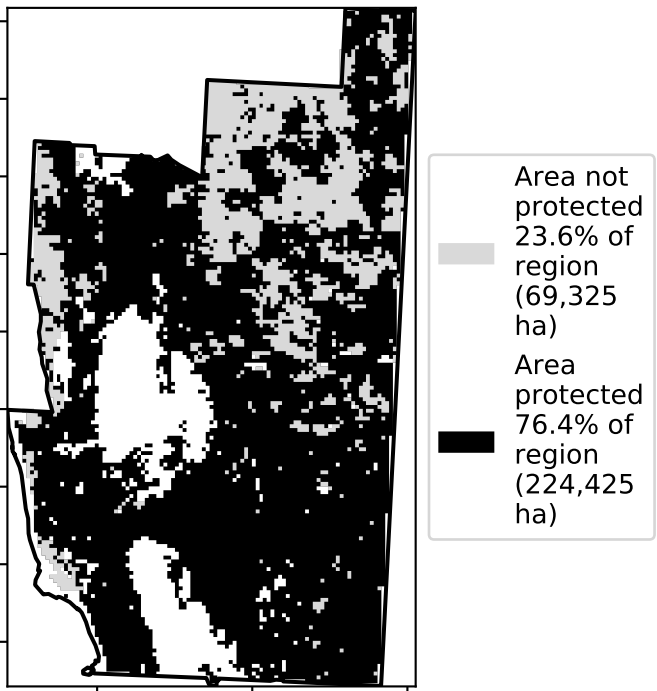 Area not
protected
23.6% of
region
(69,325
ha)
Area
protected
76.4% of
region
(224,425
ha)